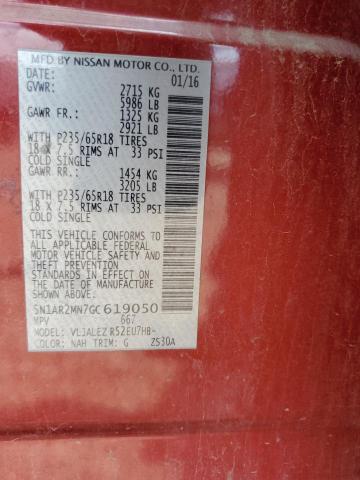 MFD BY NISSAN MOTOR CO., LTD.
DATE: 01/16
GVWR: 2715 KG
5986 LB
GAWR FR.: 1325 KG
2921 LB
WITH P235/65R18 TIRES
18 X 7.5 RIMS AT 33 PSI
COLD SINGLE
GAWR RR.: 1454 KG
3205 LB
WITH P235/65R18 TIRES
18 X 7.5 RIMS AT 33 PSI
COLD SINGLE
THIS VEHICLE CONFORMS TO
ALL APPLICABLE FEDERAL
MOTOR VEHICLE SAFETY AND
THEFT PREVENTION
STANDARDS IN EFFECT ON
THE DATE OF MANUFACTURE
SHOWN ABOVE.
5N1AR2MN7GC619050
MPV 667
MODEL: VLJALEZ R52EU7HB-
COLOR: NAH TRIM: G ZS30A